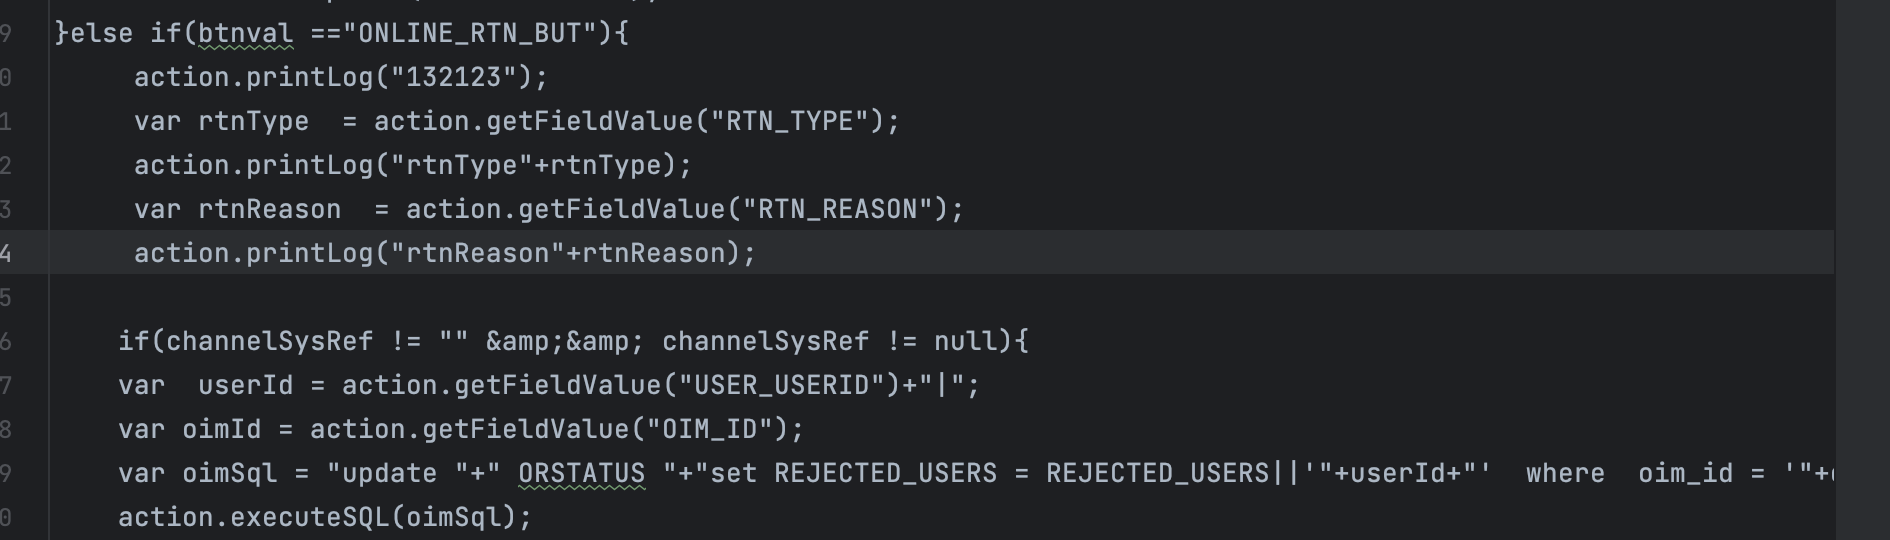 9 }else if(btnval =="ONLINE_RTN_BUT"){
0 action.printLog("132123");
1 var rtnType  = action.getFieldValue("RTN_TYPE");
2 action.printLog("rtnType"+rtnType);
3 var rtnReason  = action.getFieldValue("RTN_REASON");
4 action.printLog("rtnReason"+rtnReason);
5
6 if(channelSysRef != "" &amp;&amp; channelSysRef != null){
7 var  userId = action.getFieldValue("USER_USERID")+"|";
8 var oimId = action.getFieldValue("OIM_ID");
9 var oimSql = "update "+" ORSTATUS "+"set REJECTED_USERS = REJECTED_USERS||'"+userId+"'  where  oim_id = '"+
0 action.executeSQL(oimSql);